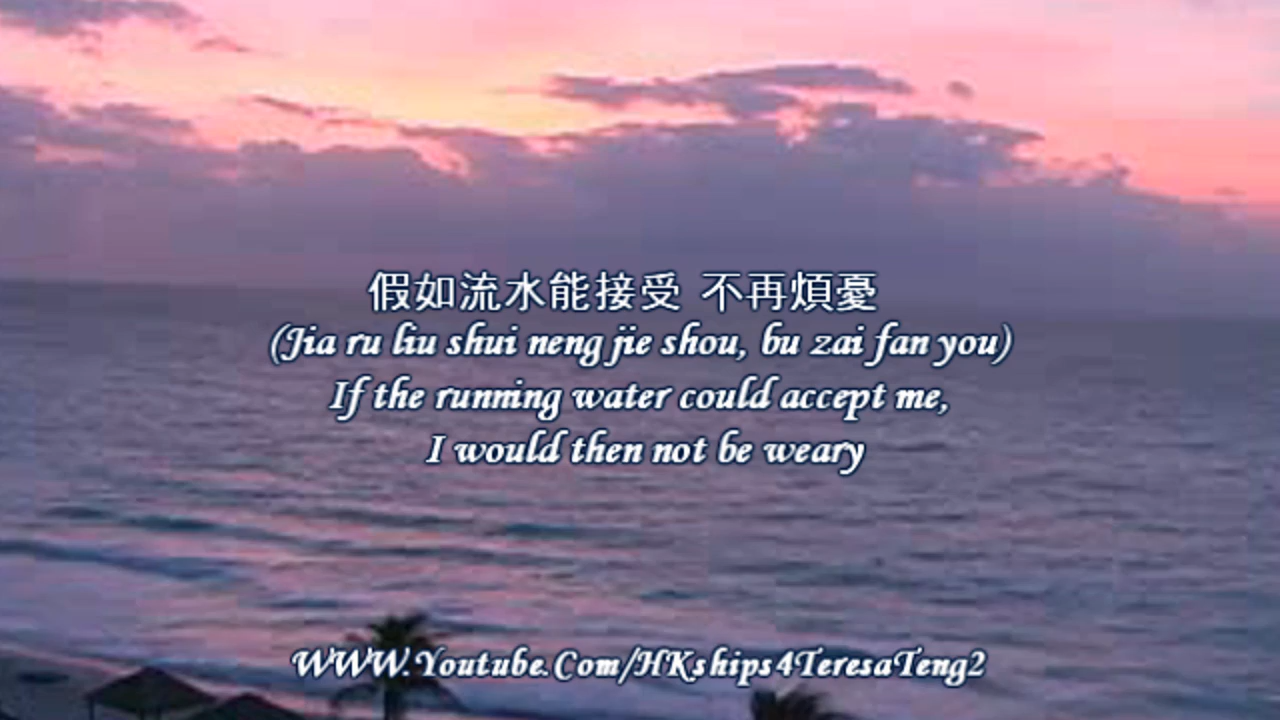 假如流水能接受 不再煩憂
(Jia ru liu shui neng jie shou, bu zai fan you)
If the running water could accept me,
I would then not be weary
WWW.Youtube.Com/HKships4TeresaTeng2